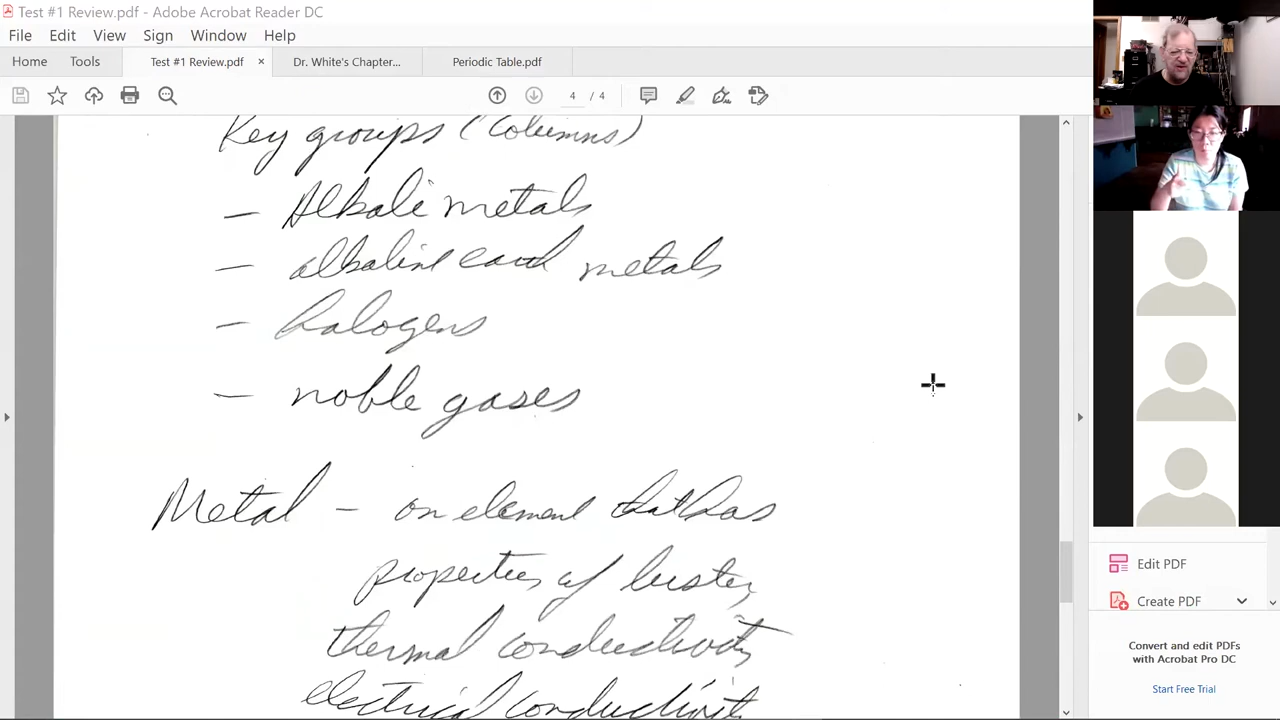 Test #1 Review.pdf - Adobe Acrobat Reader DC
File Edit View Sign Window Help
Home Tools Test #1 Review.pdf × Dr. White's Chapter... Periodic Table.pdf
4 / 4
Key groups (Columns)
- Alkali metals
- alkaline earth metals
- halogens
- noble gases
Metal - an element that has
properties of luster,
thermal conductivity,
electrical conductivity
Edit PDF
Create PDF
Convert and edit PDFs
with Acrobat Pro DC
Start Free Trial